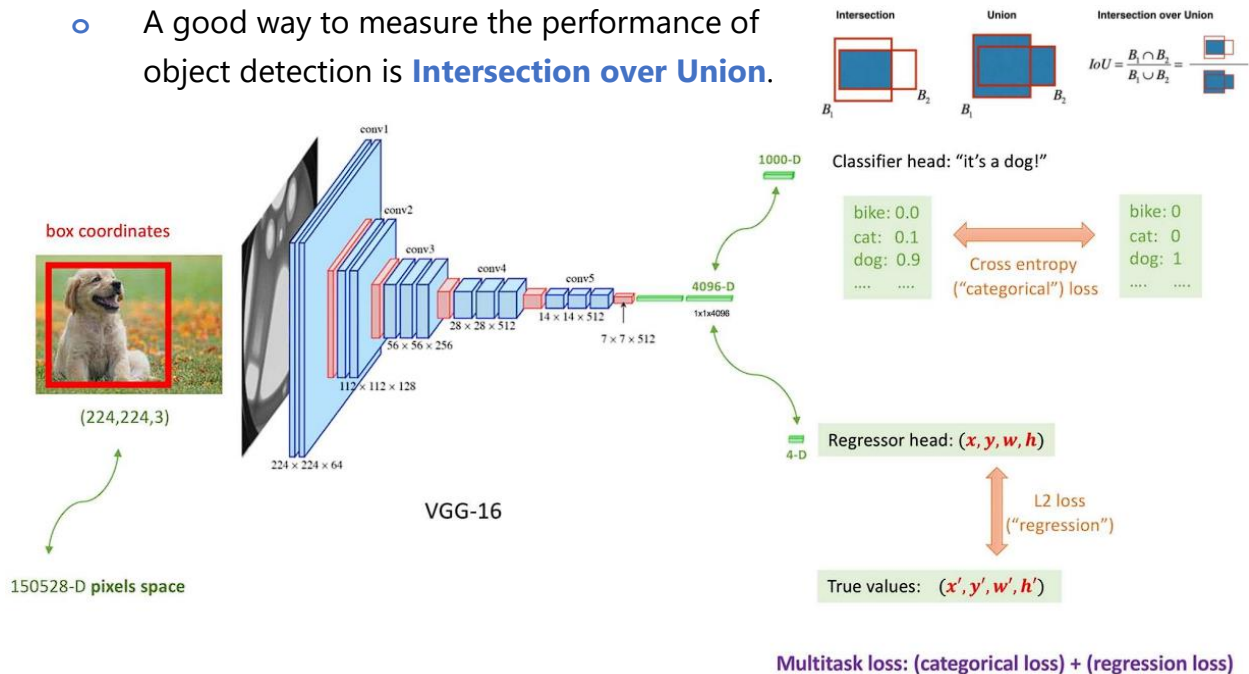 o A good way to measure the performance of
object detection is Intersection over Union.
Intersection
Union
Intersection over Union
B1
B2
B1
B2
IoU = B1 ∩ B2 / B1 ∪ B2 =
box coordinates
(224,224,3)
150528-D pixels space
conv1
conv2
conv3
conv4
conv5
224 × 224 × 64
112 × 112 × 128
56 × 56 × 256
28 × 28 × 512
14 × 14 × 512
7 × 7 × 512
4096-D
1x1x4096
VGG-16
1000-D
Classifier head: “it’s a dog!”
bike: 0.0
cat: 0.1
dog: 0.9
.... ....
Cross entropy
(“categorical”) loss
bike: 0
cat: 0
dog: 1
.... ....
4-D
Regressor head: (x, y, w, h)
L2 loss
(“regression”)
True values: (x′, y′, w′, h′)
Multitask loss: (categorical loss) + (regression loss)